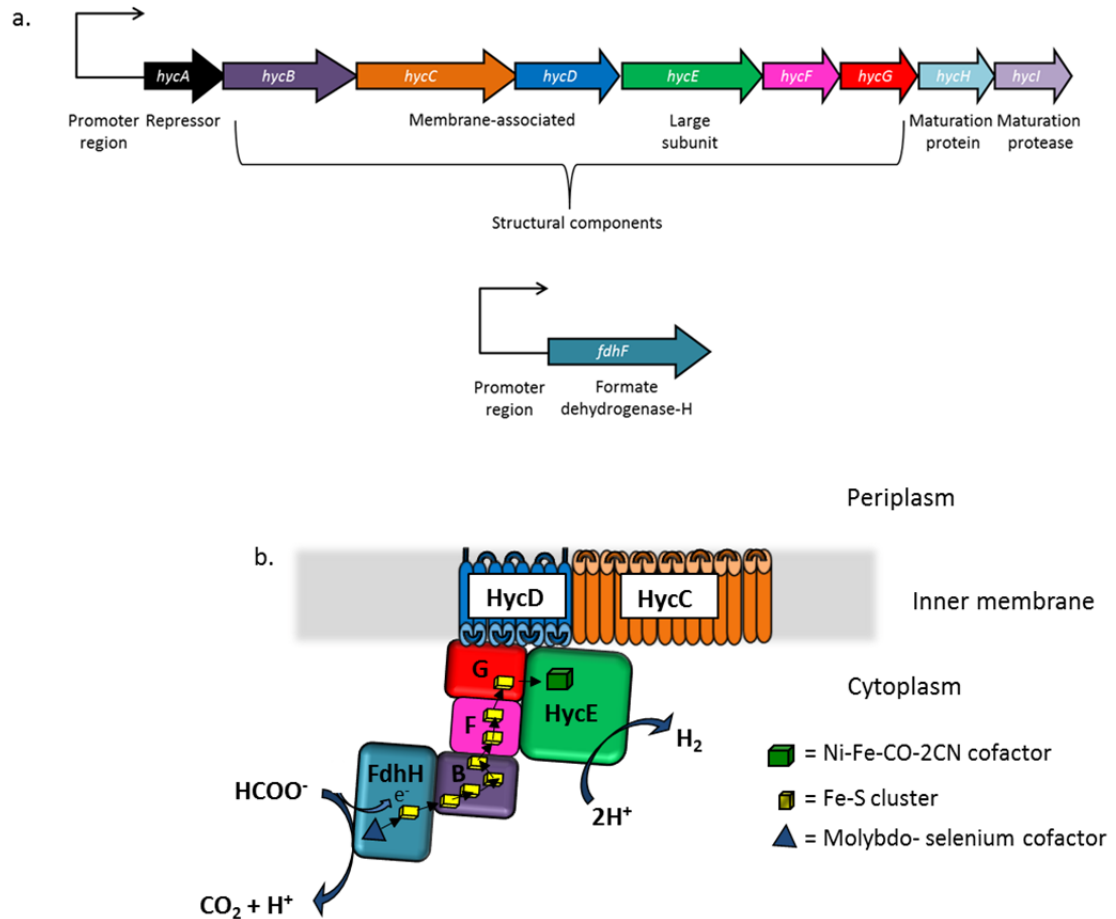 a.
hycA hycB hycC hycD hycE hycF hycG hycH hycI
Promoter region
Repressor
Membrane-associated
Large subunit
Maturation protein
Maturation protease
Structural components
fdhF
Promoter region
Formate dehydrogenase-H
Periplasm
b.
HycD HycC
Inner membrane
G
HycE
Cytoplasm
F
H₂
= Ni-Fe-CO-2CN cofactor
FdhH B
HCOO⁻ e⁻
= Fe-S cluster
2H⁺
= Molybdo- selenium cofactor
CO₂ + H⁺